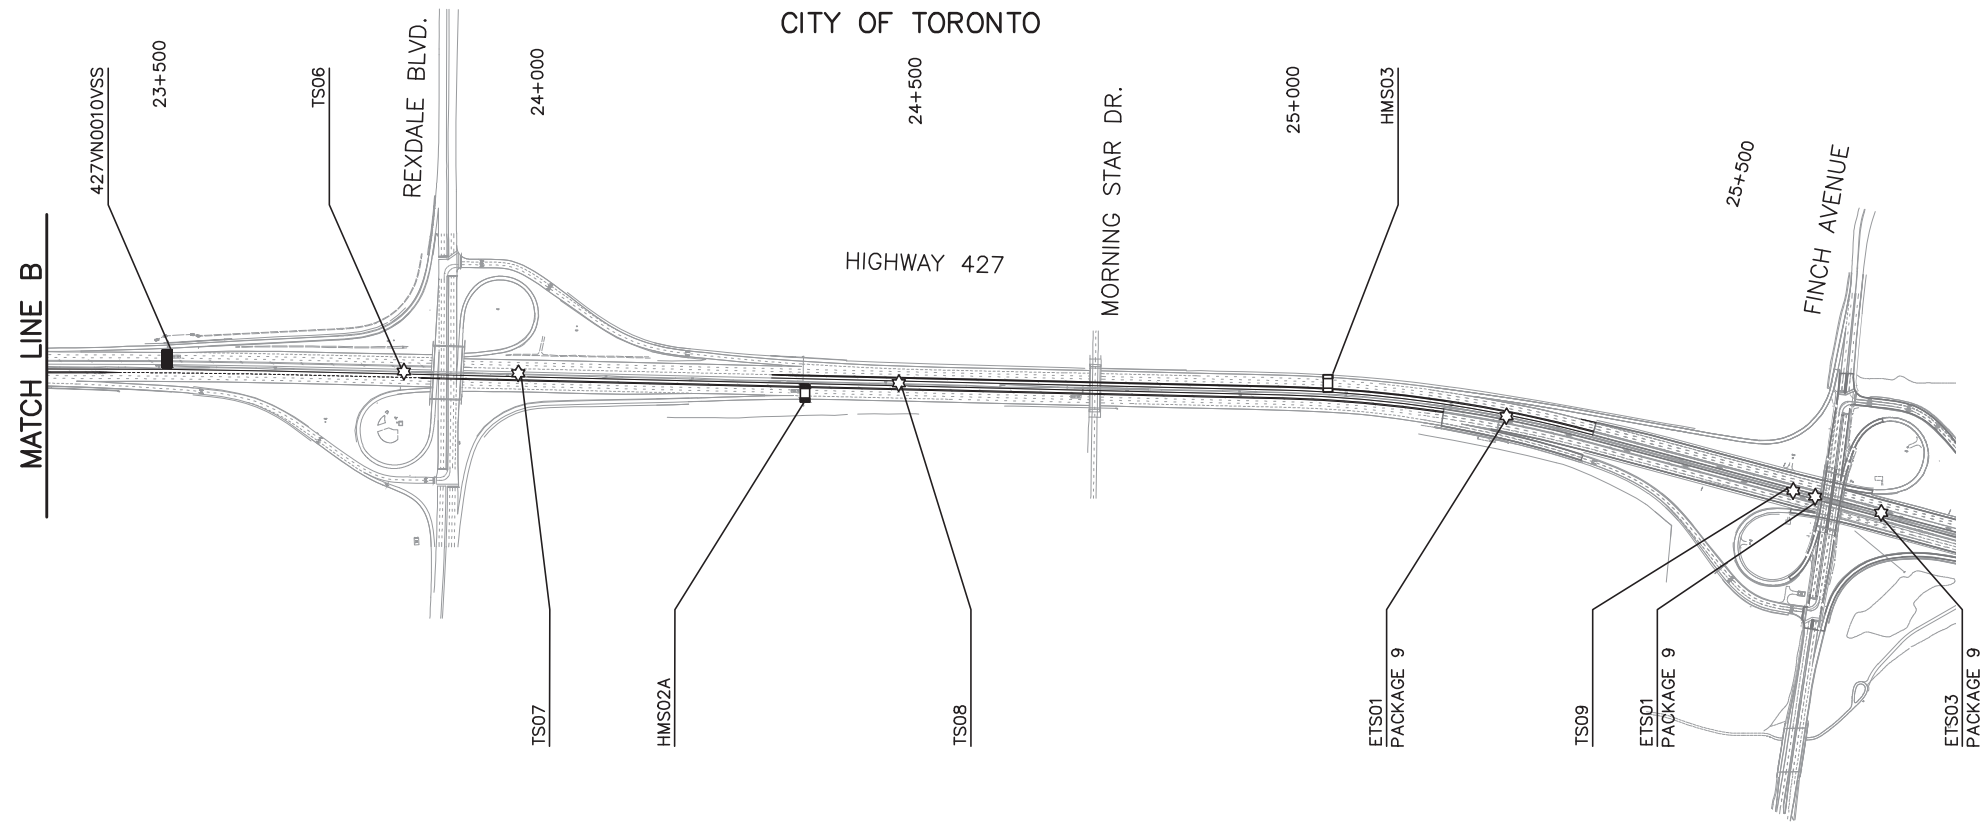 CITY OF TORONTO
MATCH LINE B
427VN0010VSS
23+500
TS06
REXDALE BLVD.
24+000
24+500
HIGHWAY 427
MORNING STAR DR.
25+000
HMS03
25+500
FINCH AVENUE
TS07
HMS02A
TS08
ETS01
PACKAGE 9
TS09
ETS01
PACKAGE 9
ETS03
PACKAGE 9